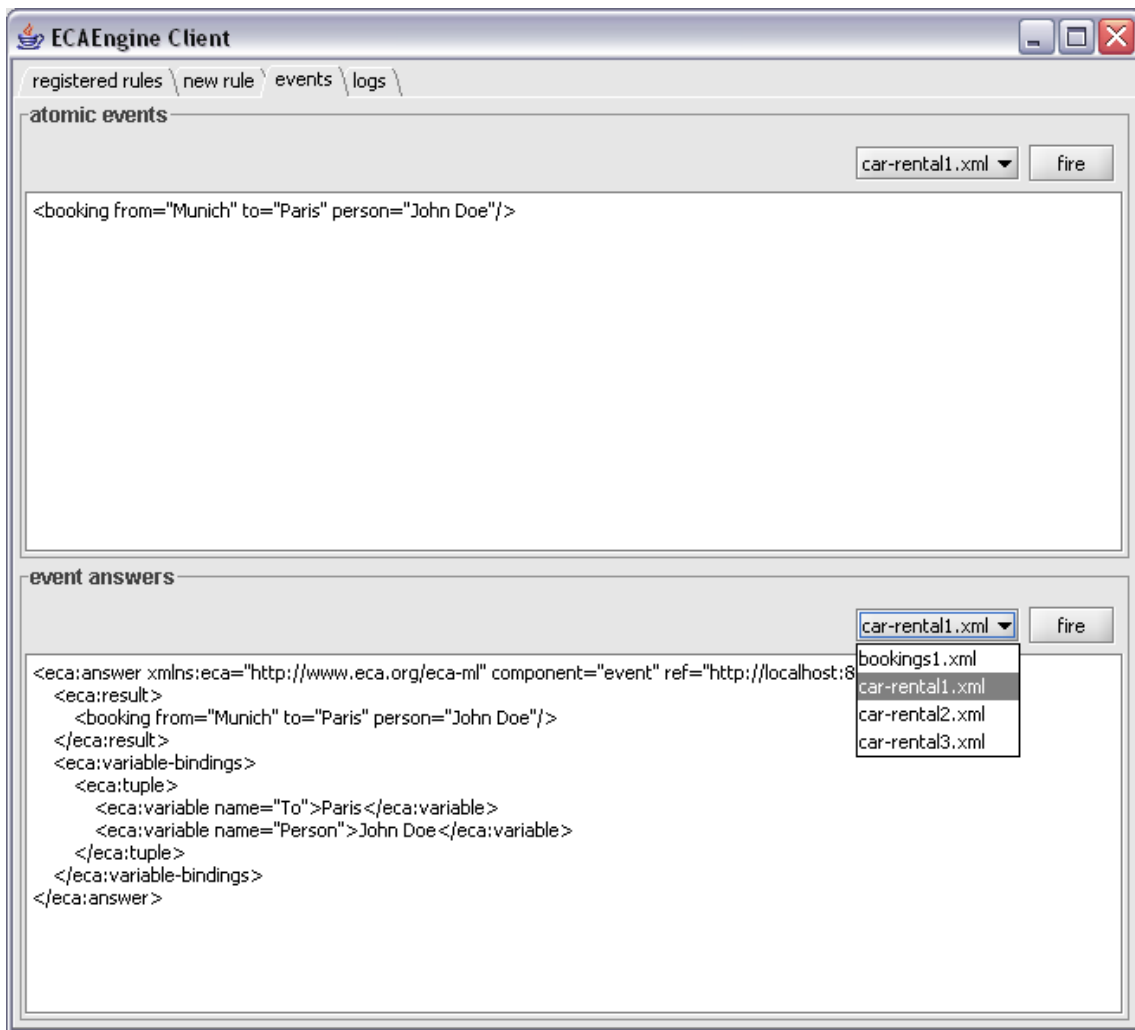 ECAEngine Client
registered rules new rule events logs
atomic events
car-rental1.xml fire
<booking from="Munich" to="Paris" person="John Doe"/>
event answers
car-rental1.xml fire
bookings1.xml
car-rental1.xml
car-rental2.xml
car-rental3.xml
<eca:answer xmlns:eca="http://www.eca.org/eca-ml" component="event" ref="http://localhost:8
<eca:result>
<booking from="Munich" to="Paris" person="John Doe"/>
</eca:result>
<eca:variable-bindings>
<eca:tuple>
<eca:variable name="To">Paris</eca:variable>
<eca:variable name="Person">John Doe</eca:variable>
</eca:tuple>
</eca:variable-bindings>
</eca:answer>